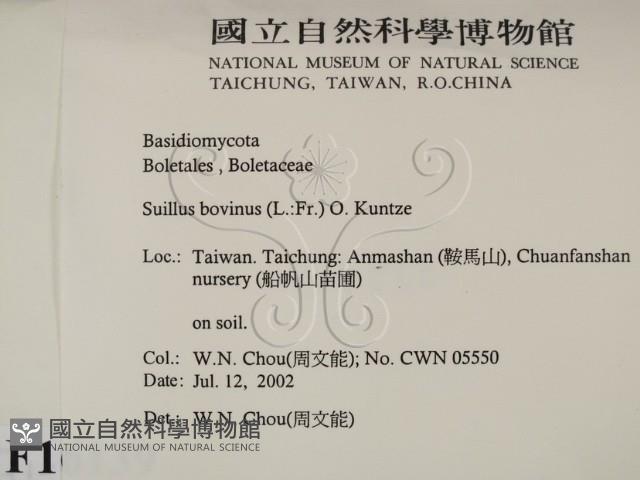 國立自然科學博物館
NATIONAL MUSEUM OF NATURAL SCIENCE
TAICHUNG, TAIWAN, R.O.CHINA
Basidiomycota
Boletales , Boletaceae
Suillus bovinus (L.:Fr.) O. Kuntze
Loc.: Taiwan. Taichung: Anmashan (鞍馬山), Chuanfanshan
nursery (船帆山苗圃)
on soil.
Col.: W.N. Chou(周文能); No. CWN 05550
Date: Jul. 12, 2002
Det.: W.N. Chou(周文能)
國立自然科學博物館
NATIONAL MUSEUM OF NATURAL SCIENCE